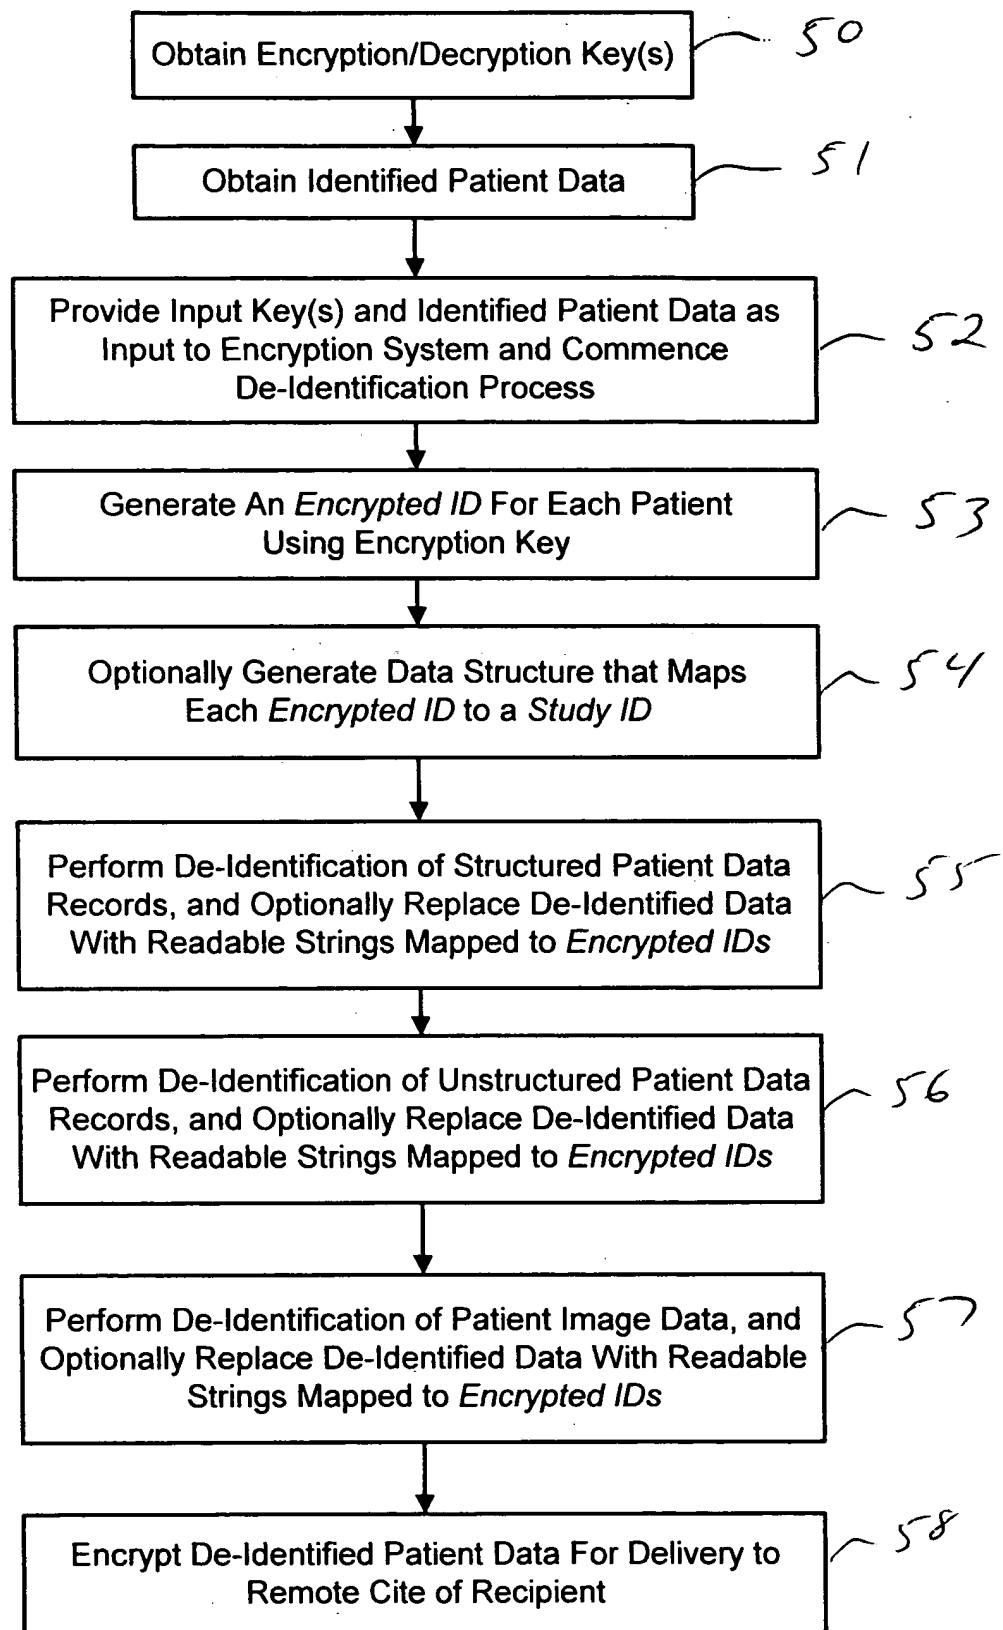 Obtain Encryption/Decryption Key(s)
50
Obtain Identified Patient Data
51
Provide Input Key(s) and Identified Patient Data as
Input to Encryption System and Commence
De-Identification Process
52
Generate An Encrypted ID For Each Patient
Using Encryption Key
53
Optionally Generate Data Structure that Maps
Each Encrypted ID to a Study ID
54
Perform De-Identification of Structured Patient Data
Records, and Optionally Replace De-Identified Data
With Readable Strings Mapped to Encrypted IDs
55
Perform De-Identification of Unstructured Patient Data
Records, and Optionally Replace De-Identified Data
With Readable Strings Mapped to Encrypted IDs
56
Perform De-Identification of Patient Image Data, and
Optionally Replace De-Identified Data With Readable
Strings Mapped to Encrypted IDs
57
Encrypt De-Identified Patient Data For Delivery to
Remote Cite of Recipient
58